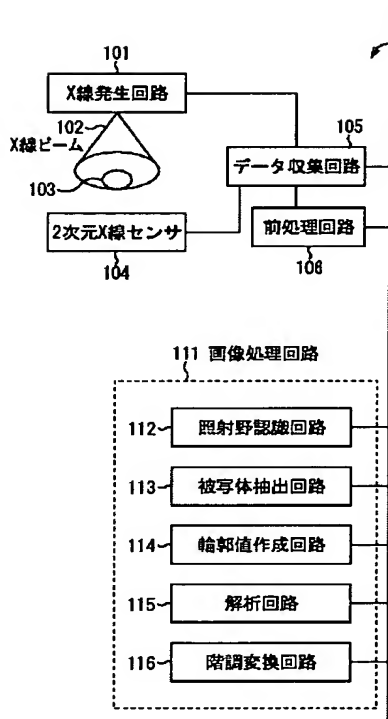 101
X線発生回路
102
X線ビーム
103
105
データ収集回路
2次元X線センサ
104
前処理回路
106
111 画像処理回路
112 照射野認識回路
113 被写体抽出回路
114 輪郭値作成回路
115 解析回路
116 階調変換回路